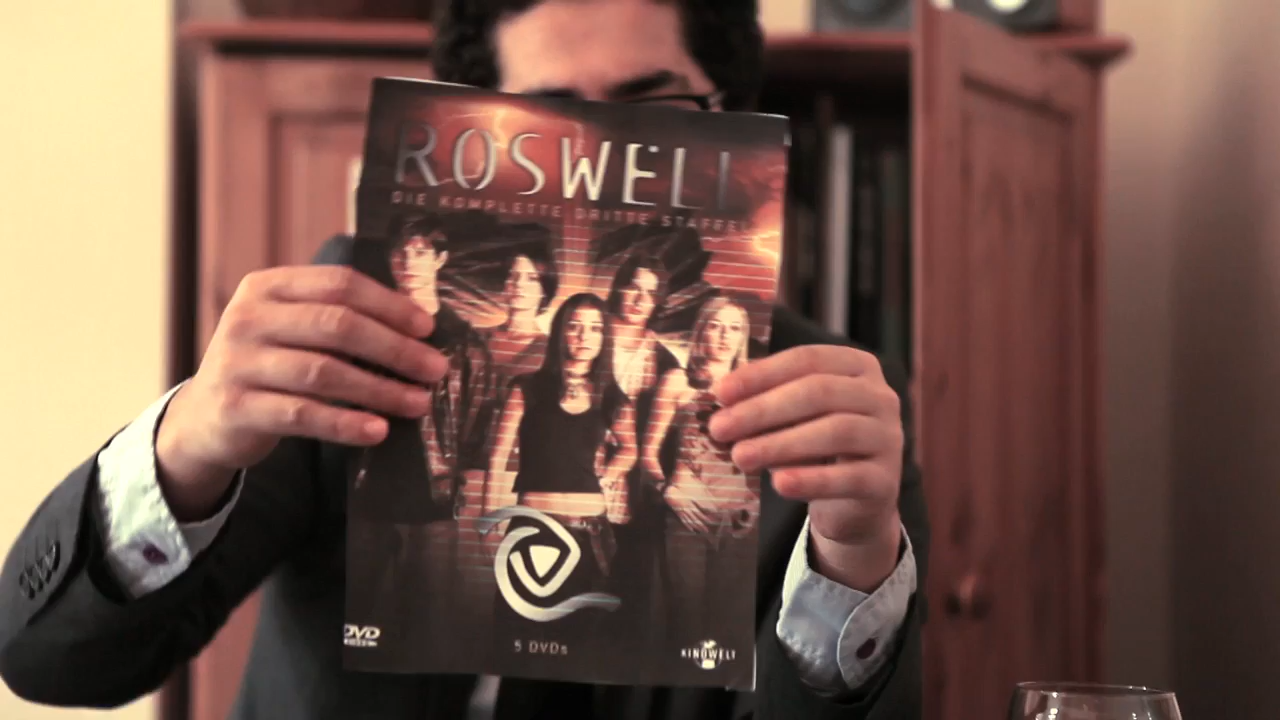 ROSWELL
DIE KOMPLETTE DRITTE STAFFEL
DVD
5 DVDs
KINOWELT